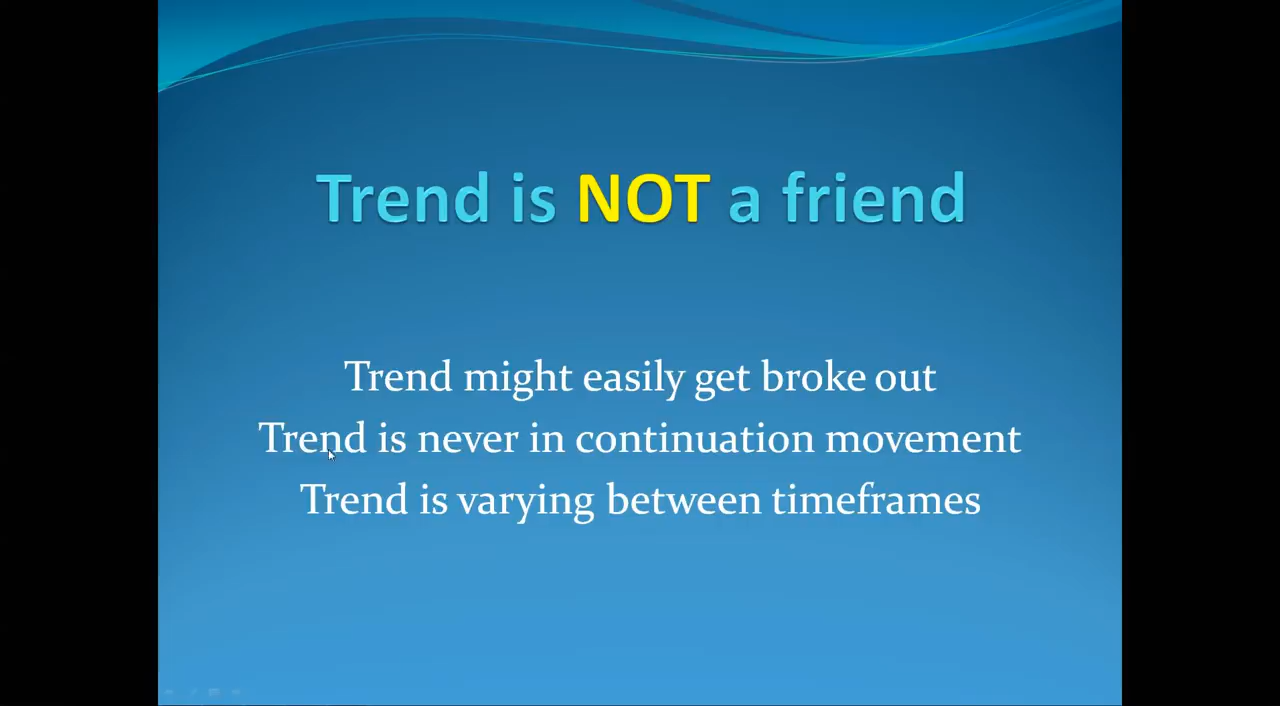 Trend is NOT a friend
Trend might easily get broke out
Trend is never in continuation movement
Trend is varying between timeframes